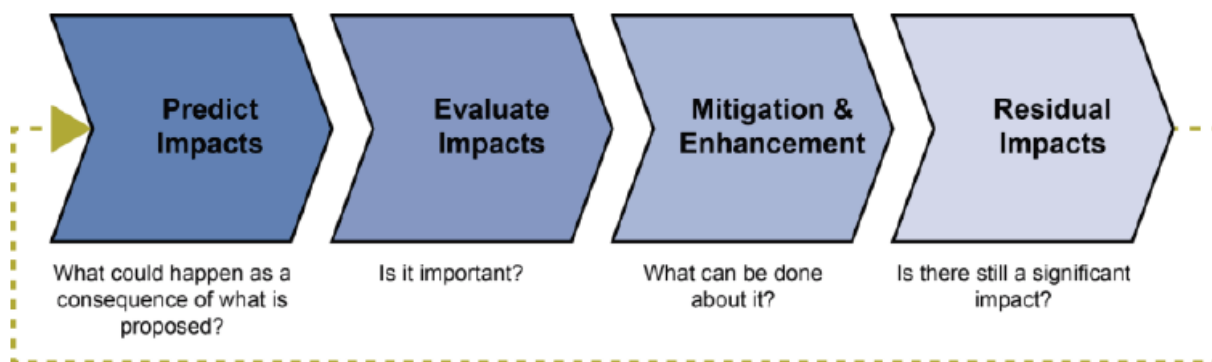 Predict
Impacts
Evaluate
Impacts
Mitigation &
Enhancement
Residual
Impacts
What could happen as a
consequence of what is
proposed?
Is it important?
What can be done
about it?
Is there still a significant
impact?